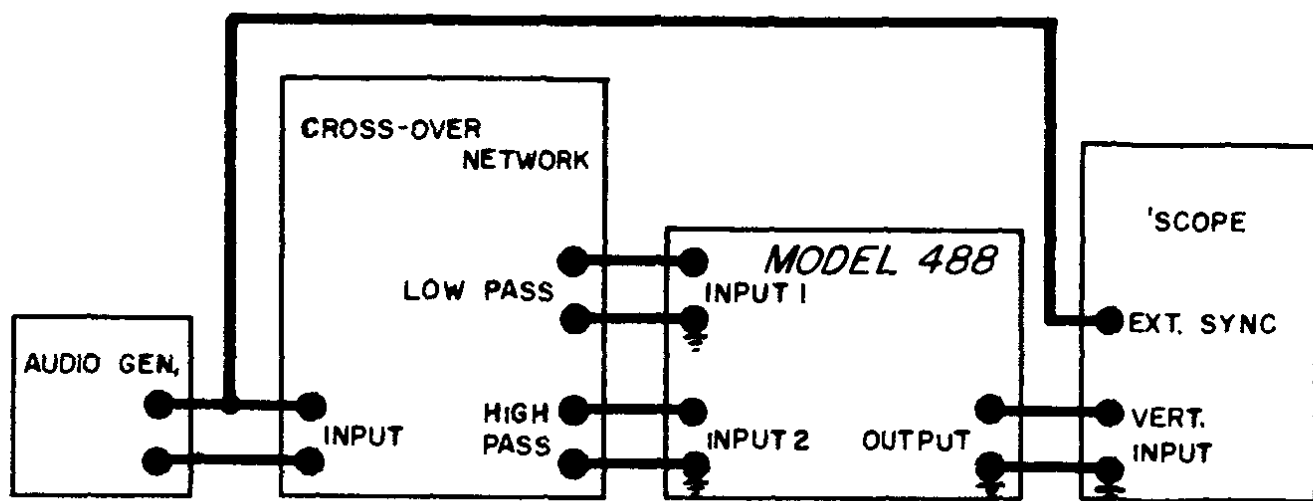 CROSS-OVER
NETWORK
'SCOPE
MODEL 488
LOW PASS
INPUT 1
EXT. SYNC
AUDIO GEN,
INPUT
HIGH
PASS
INPUT 2
OUTPUT
VERT.
INPUT